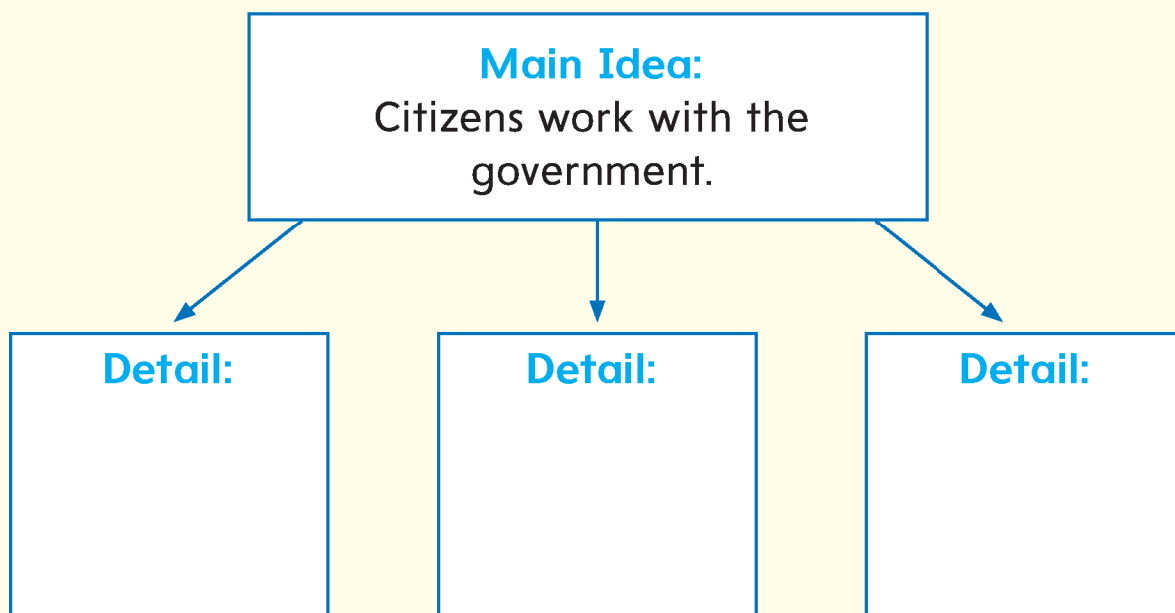 Main Idea:
Citizens work with the
government.
Detail:
Detail:
Detail: